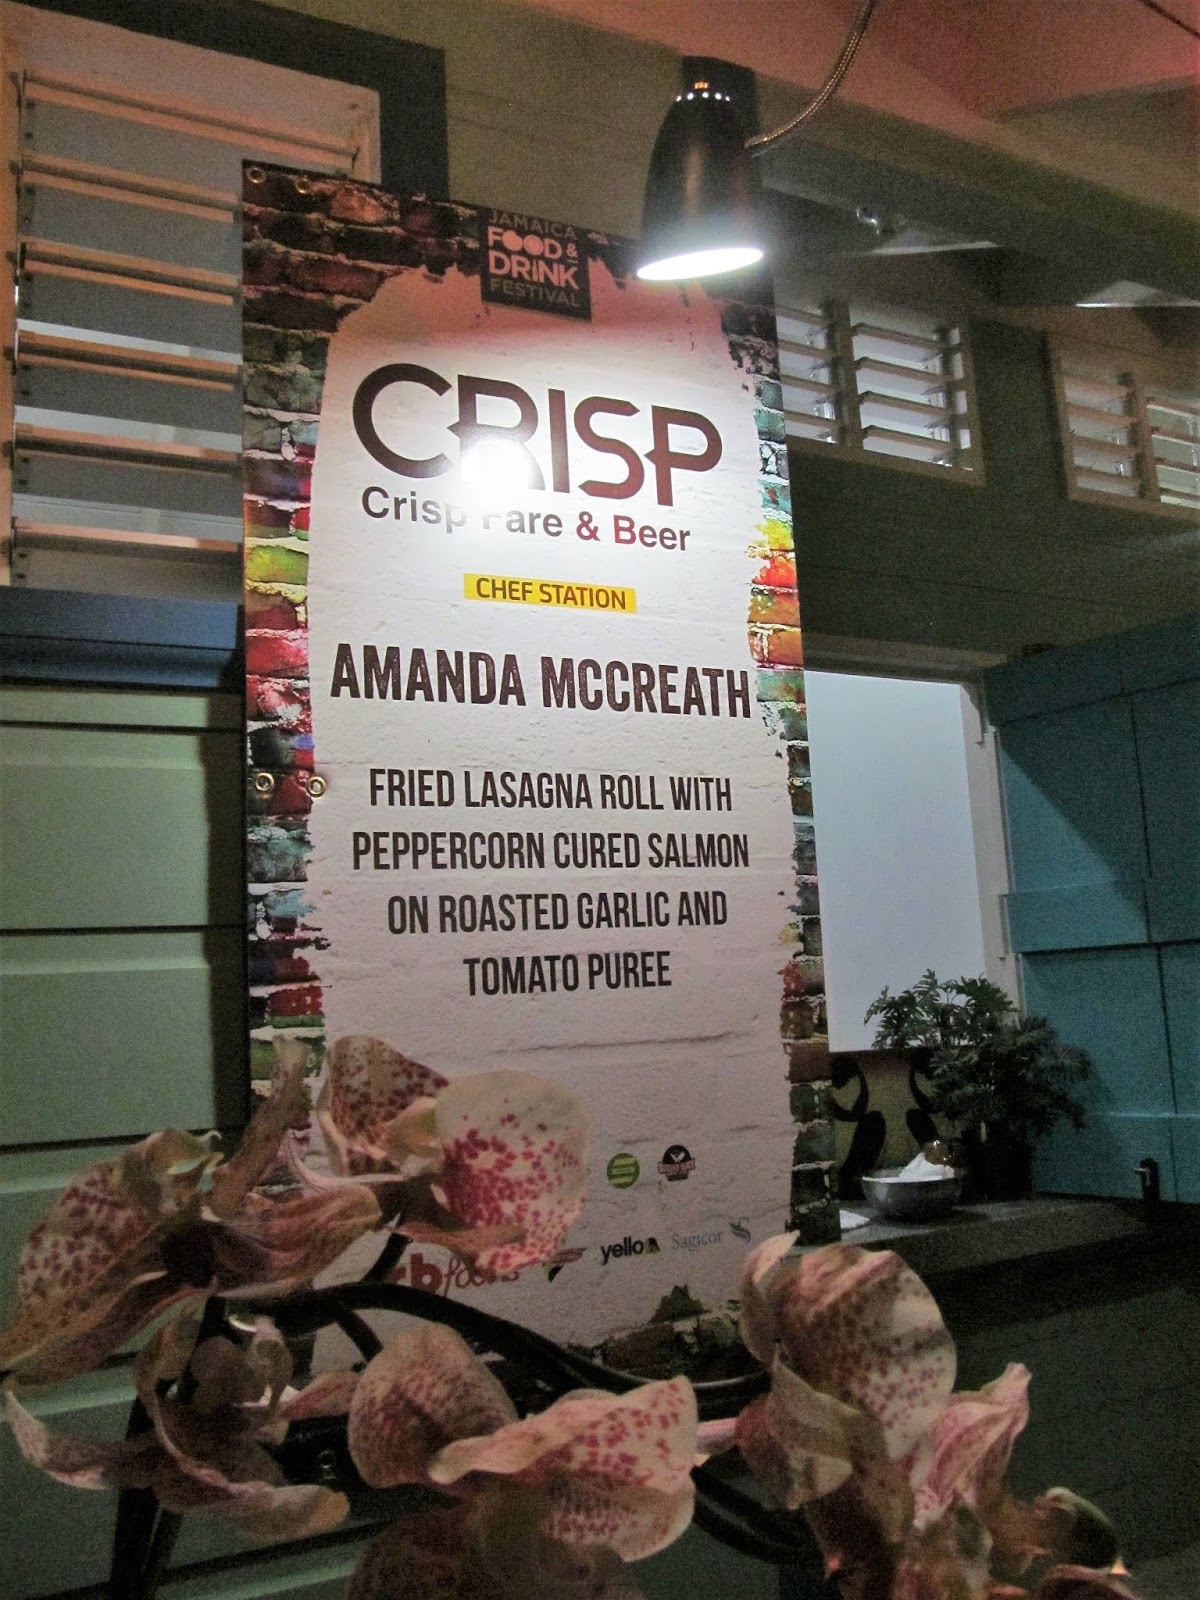 JAMAICA
FOOD &
DRINK
FESTIVAL
CRISP
Crisp Fare & Beer
CHEF STATION
AMANDA MCCREATH
FRIED LASAGNA ROLL WITH
PEPPERCORN CURED SALMON
ON ROASTED GARLIC AND
TOMATO PUREE
yello Sagicor